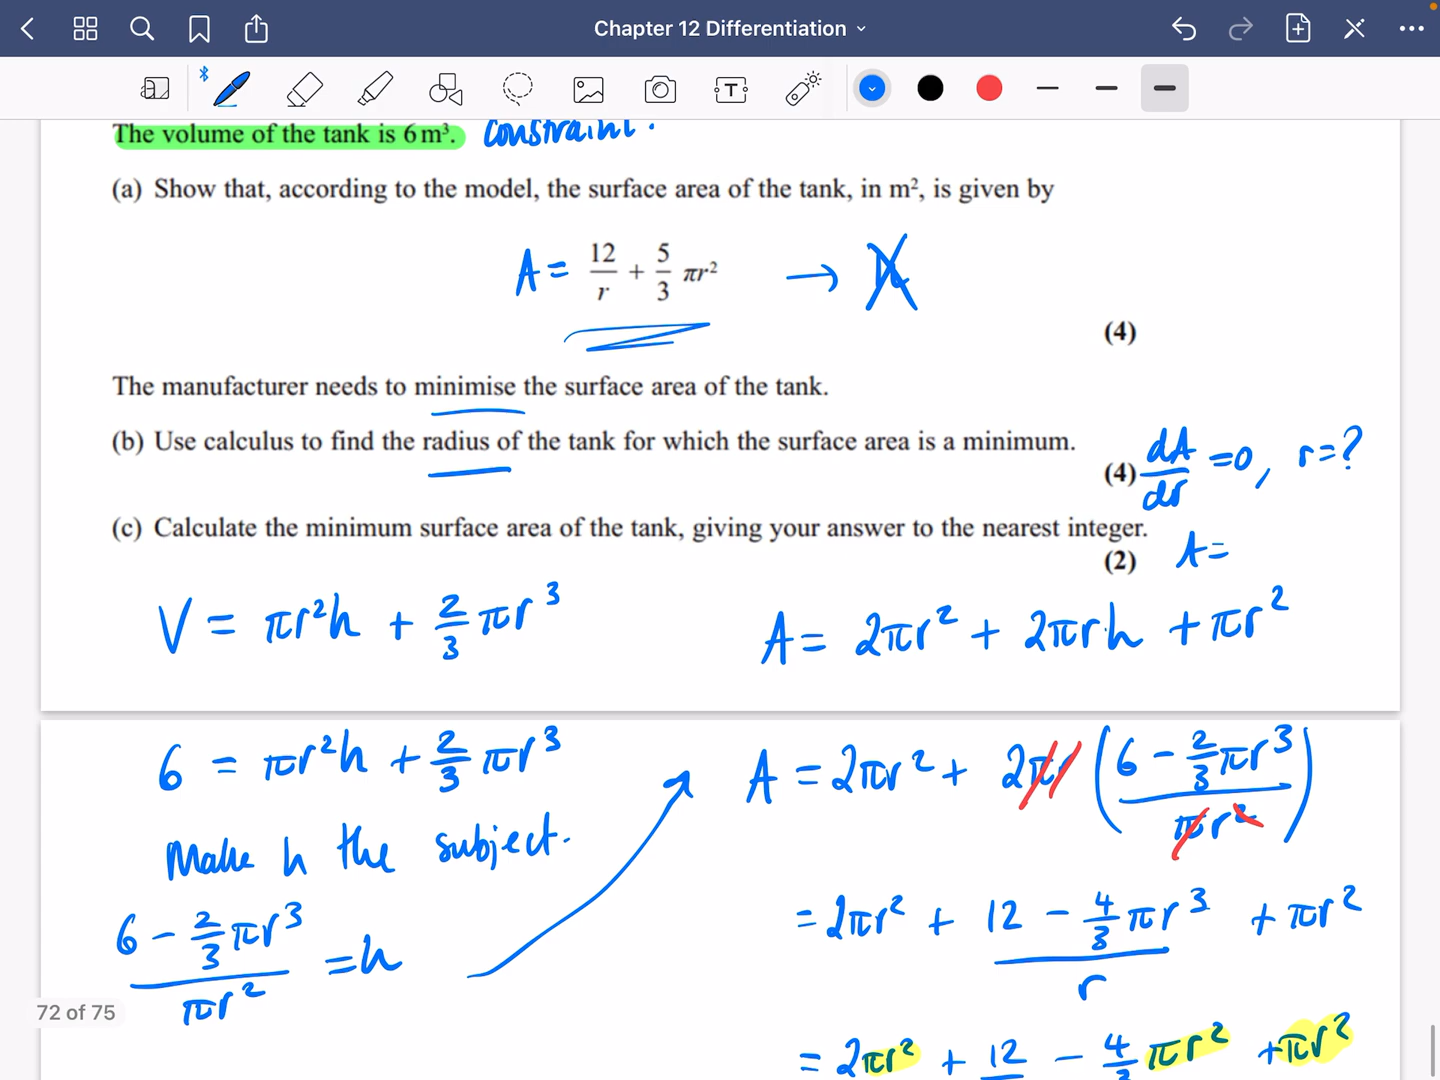 Chapter 12 Differentiation
The volume of the tank is 6 m³. Constraint.
(a) Show that, according to the model, the surface area of the tank, in m², is given by
A = 12/r + 5/3 πr² →
(4)
The manufacturer needs to minimise the surface area of the tank.
(b) Use calculus to find the radius of the tank for which the surface area is a minimum.
(4) dA/dr = 0, r = ?
(c) Calculate the minimum surface area of the tank, giving your answer to the nearest integer.
(2) A =
V = πr²h + 2/3 πr³
A = 2πr² + 2πrh + πr²
6 = πr²h + 2/3 πr³
Make h the subject.
(6 - 2/3 πr³)/(πr²) = h
A = 2πr² + 2πr ((6 - 2/3 πr³)/(πr²))
= 2πr² + (12 - 4/3 πr³)/r + πr²
= 2πr² + 12 - 4/3 πr² + πr²
72 of 75